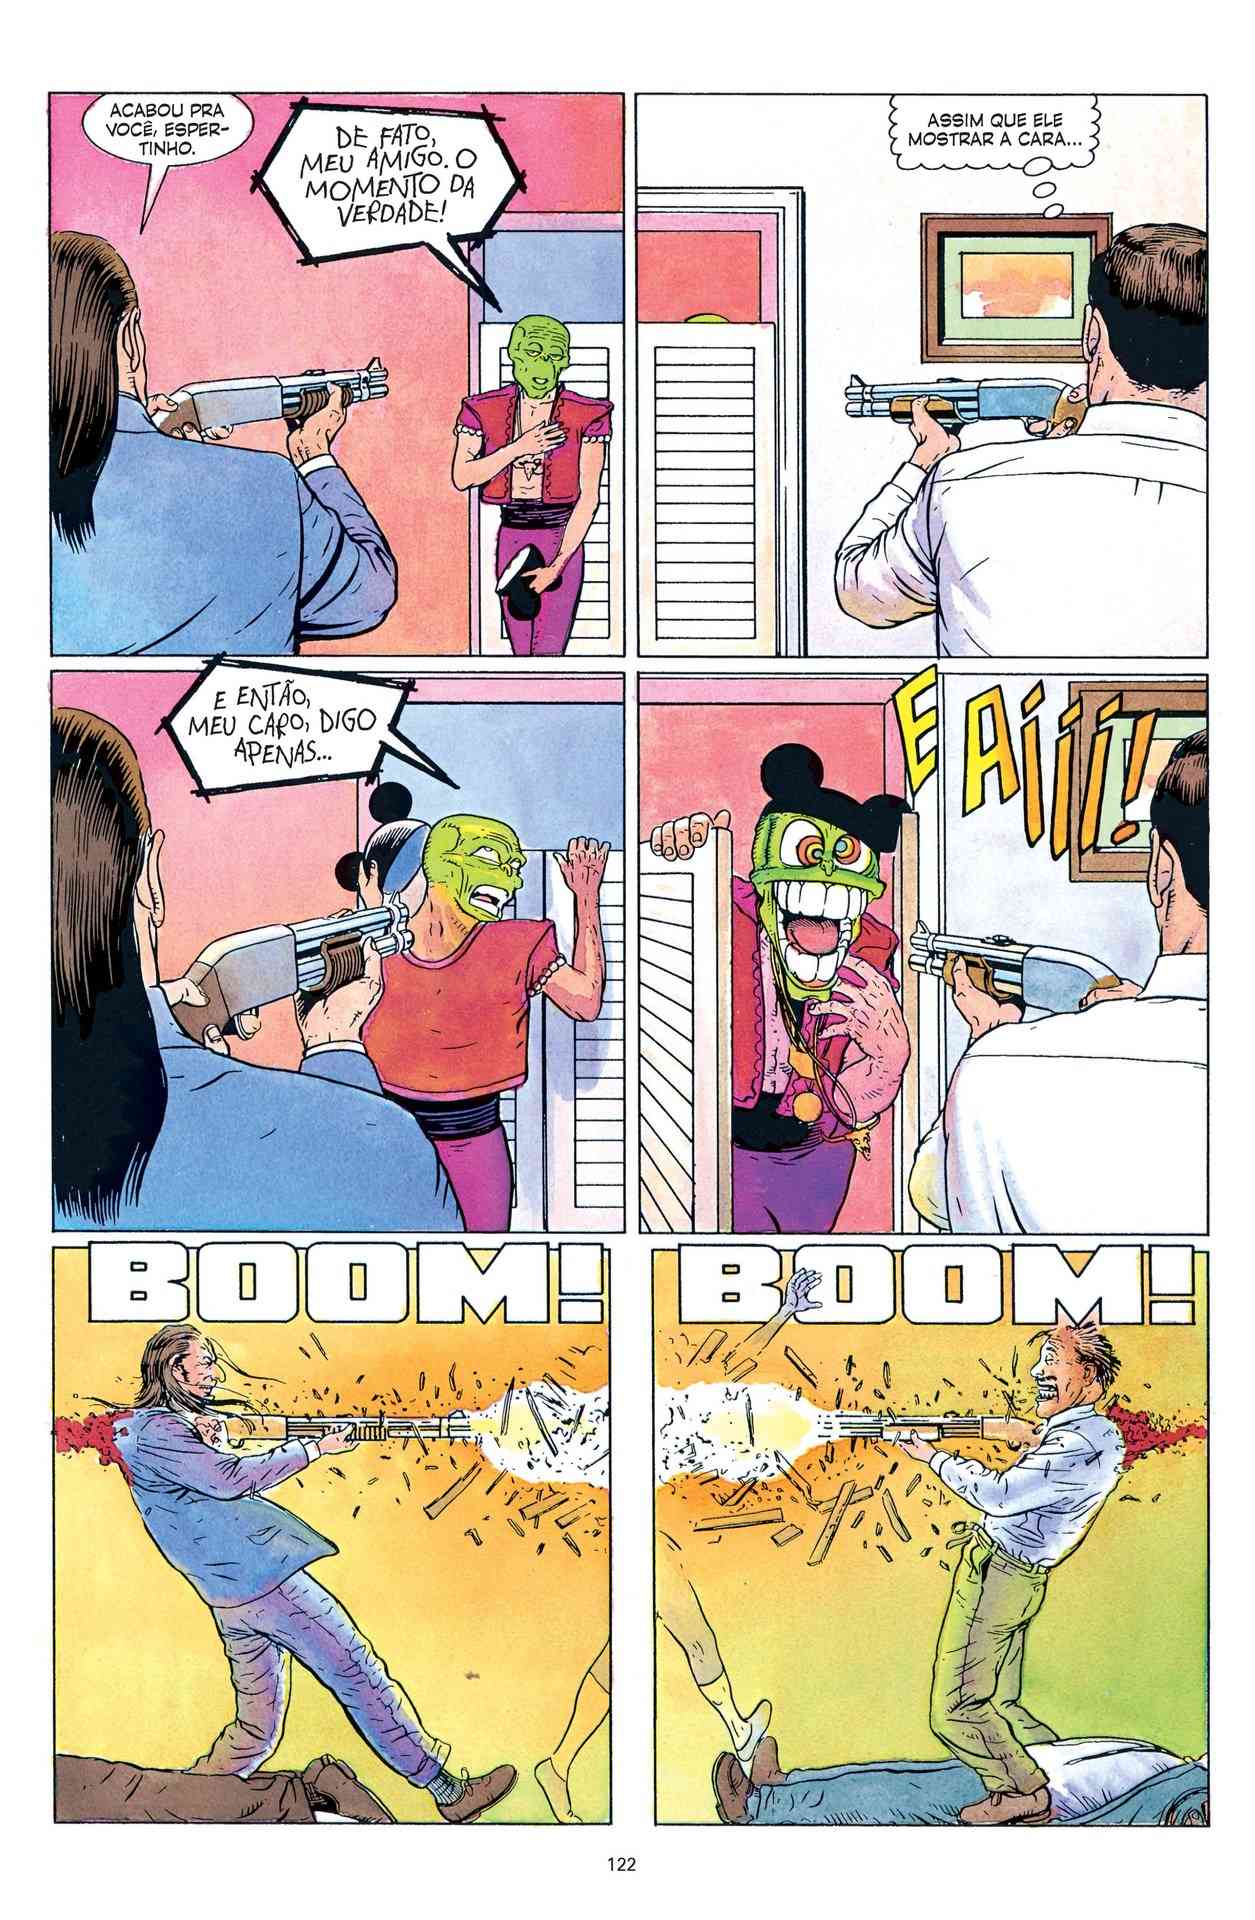 ACABOU PRA
VOCÊ, ESPER-
TINHO.
DE FATO,
MEU AMIGO. O
MOMENTO DA
VERDADE!
ASSIM QUE ELE
MOSTRAR A CARA...
E ENTÃO,
MEU CARO, DIGO
APENAS...
E AÍÍÍ!
BOOM!
BOOM!
122